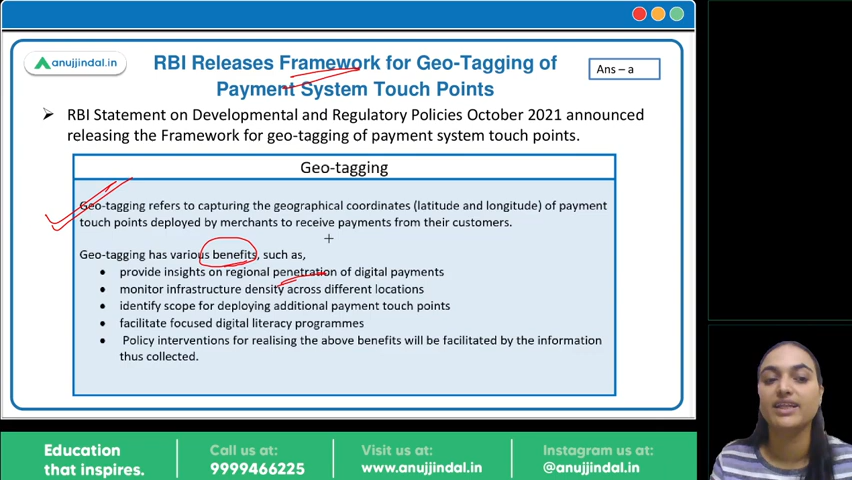 anujjindal.in
RBI Releases Framework for Geo-Tagging of
Payment System Touch Points
Ans – a
➢ RBI Statement on Developmental and Regulatory Policies October 2021 announced
releasing the Framework for geo-tagging of payment system touch points.
Geo-tagging
Geo-tagging refers to capturing the geographical coordinates (latitude and longitude) of payment
touch points deployed by merchants to receive payments from their customers.
Geo-tagging has various benefits, such as,
• provide insights on regional penetration of digital payments
• monitor infrastructure density across different locations
• identify scope for deploying additional payment touch points
• facilitate focused digital literacy programmes
• Policy interventions for realising the above benefits will be facilitated by the information
thus collected.
Education
that inspires.
Call us at:
9999466225
Visit us at:
www.anujjindal.in
Instagram us at:
@anujjindal.in